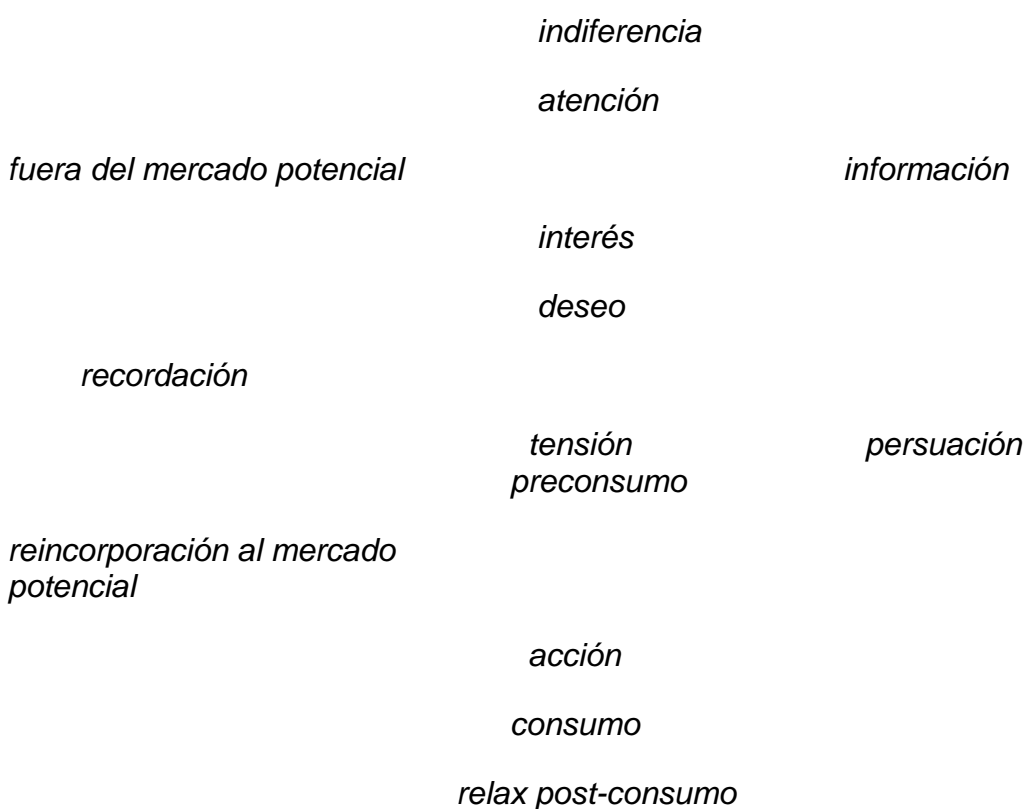 indiferencia
atención
fuera del mercado potencial información
interés
deseo
recordación
tensión persuación
preconsumo
reincorporación al mercado
potencial
acción
consumo
relax post-consumo